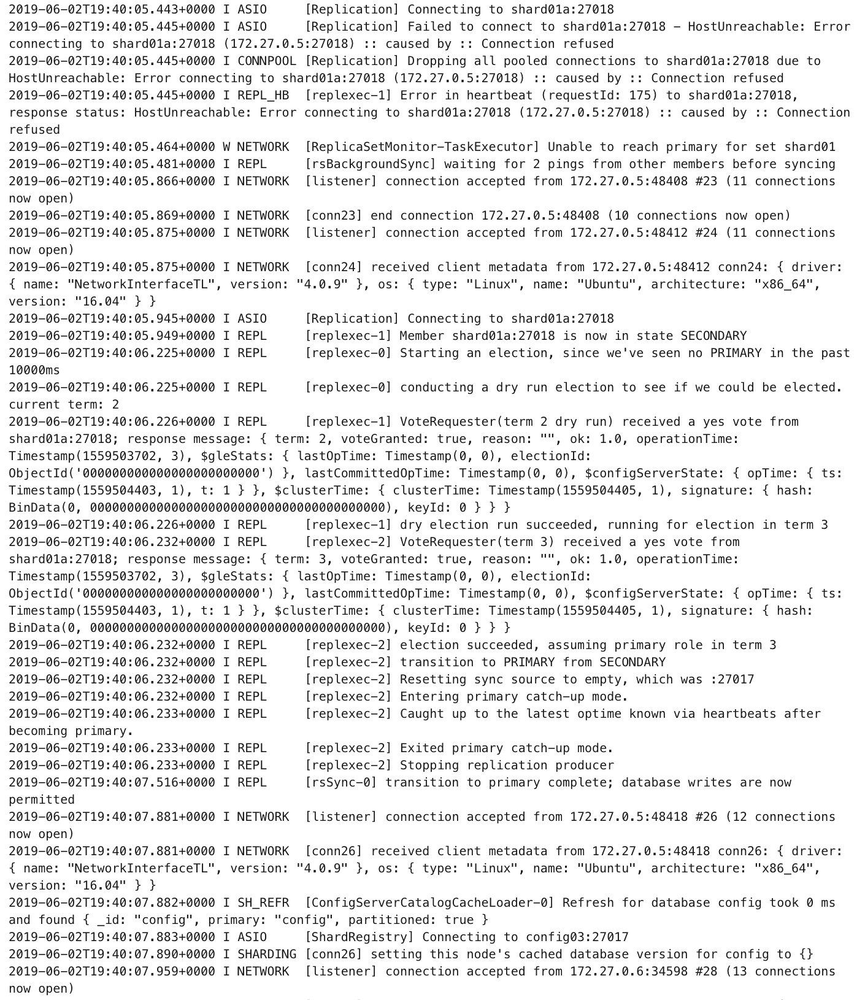 2019-06-02T19:40:05.443+0000 I ASIO     [Replication] Connecting to shard01a:27018
2019-06-02T19:40:05.445+0000 I ASIO     [Replication] Failed to connect to shard01a:27018 - HostUnreachable: Error
connecting to shard01a:27018 (172.27.0.5:27018) :: caused by :: Connection refused
2019-06-02T19:40:05.445+0000 I CONNPOOL [Replication] Dropping all pooled connections to shard01a:27018 due to
HostUnreachable: Error connecting to shard01a:27018 (172.27.0.5:27018) :: caused by :: Connection refused
2019-06-02T19:40:05.445+0000 I REPL_HB  [replexec-1] Error in heartbeat (requestId: 175) to shard01a:27018,
response status: HostUnreachable: Error connecting to shard01a:27018 (172.27.0.5:27018) :: caused by :: Connection
refused
2019-06-02T19:40:05.464+0000 W NETWORK  [ReplicaSetMonitor-TaskExecutor] Unable to reach primary for set shard01
2019-06-02T19:40:05.481+0000 I REPL     [rsBackgroundSync] waiting for 2 pings from other members before syncing
2019-06-02T19:40:05.866+0000 I NETWORK  [listener] connection accepted from 172.27.0.5:48408 #23 (11 connections
now open)
2019-06-02T19:40:05.869+0000 I NETWORK  [conn23] end connection 172.27.0.5:48408 (10 connections now open)
2019-06-02T19:40:05.875+0000 I NETWORK  [listener] connection accepted from 172.27.0.5:48412 #24 (11 connections
now open)
2019-06-02T19:40:05.875+0000 I NETWORK  [conn24] received client metadata from 172.27.0.5:48412 conn24: { driver:
{ name: "NetworkInterfaceTL", version: "4.0.9" }, os: { type: "Linux", name: "Ubuntu", architecture: "x86_64",
version: "16.04" } }
2019-06-02T19:40:05.945+0000 I ASIO     [Replication] Connecting to shard01a:27018
2019-06-02T19:40:05.949+0000 I REPL     [replexec-1] Member shard01a:27018 is now in state SECONDARY
2019-06-02T19:40:06.225+0000 I REPL     [replexec-0] Starting an election, since we've seen no PRIMARY in the past
10000ms
2019-06-02T19:40:06.225+0000 I REPL     [replexec-0] conducting a dry run election to see if we could be elected.
current term: 2
2019-06-02T19:40:06.226+0000 I REPL     [replexec-1] VoteRequester(term 2 dry run) received a yes vote from
shard01a:27018; response message: { term: 2, voteGranted: true, reason: "", ok: 1.0, operationTime:
Timestamp(1559503702, 3), $gleStats: { lastOpTime: Timestamp(0, 0), electionId:
ObjectId('000000000000000000000000') }, lastCommittedOpTime: Timestamp(0, 0), $configServerState: { opTime: { ts:
Timestamp(1559504403, 1), t: 1 } }, $clusterTime: { clusterTime: Timestamp(1559504405, 1), signature: { hash:
BinData(0, 0000000000000000000000000000000000000000), keyId: 0 } } }
2019-06-02T19:40:06.226+0000 I REPL     [replexec-1] dry election run succeeded, running for election in term 3
2019-06-02T19:40:06.232+0000 I REPL     [replexec-2] VoteRequester(term 3) received a yes vote from
shard01a:27018; response message: { term: 3, voteGranted: true, reason: "", ok: 1.0, operationTime:
Timestamp(1559503702, 3), $gleStats: { lastOpTime: Timestamp(0, 0), electionId:
ObjectId('000000000000000000000000') }, lastCommittedOpTime: Timestamp(0, 0), $configServerState: { opTime: { ts:
Timestamp(1559504403, 1), t: 1 } }, $clusterTime: { clusterTime: Timestamp(1559504405, 1), signature: { hash:
BinData(0, 0000000000000000000000000000000000000000), keyId: 0 } } }
2019-06-02T19:40:06.232+0000 I REPL     [replexec-2] election succeeded, assuming primary role in term 3
2019-06-02T19:40:06.232+0000 I REPL     [replexec-2] transition to PRIMARY from SECONDARY
2019-06-02T19:40:06.232+0000 I REPL     [replexec-2] Resetting sync source to empty, which was :27017
2019-06-02T19:40:06.232+0000 I REPL     [replexec-2] Entering primary catch-up mode.
2019-06-02T19:40:06.233+0000 I REPL     [replexec-2] Caught up to the latest optime known via heartbeats after
becoming primary.
2019-06-02T19:40:06.233+0000 I REPL     [replexec-2] Exited primary catch-up mode.
2019-06-02T19:40:06.233+0000 I REPL     [replexec-2] Stopping replication producer
2019-06-02T19:40:07.516+0000 I REPL     [rsSync-0] transition to primary complete; database writes are now
permitted
2019-06-02T19:40:07.881+0000 I NETWORK  [listener] connection accepted from 172.27.0.5:48418 #26 (12 connections
now open)
2019-06-02T19:40:07.881+0000 I NETWORK  [conn26] received client metadata from 172.27.0.5:48418 conn26: { driver:
{ name: "NetworkInterfaceTL", version: "4.0.9" }, os: { type: "Linux", name: "Ubuntu", architecture: "x86_64",
version: "16.04" } }
2019-06-02T19:40:07.882+0000 I SH_REFR  [ConfigServerCatalogCacheLoader-0] Refresh for database config took 0 ms
and found { _id: "config", primary: "config", partitioned: true }
2019-06-02T19:40:07.883+0000 I ASIO     [ShardRegistry] Connecting to config03:27017
2019-06-02T19:40:07.890+0000 I SHARDING [conn26] setting this node's cached database version for config to {}
2019-06-02T19:40:07.959+0000 I NETWORK  [listener] connection accepted from 172.27.0.6:34598 #28 (13 connections
now open)